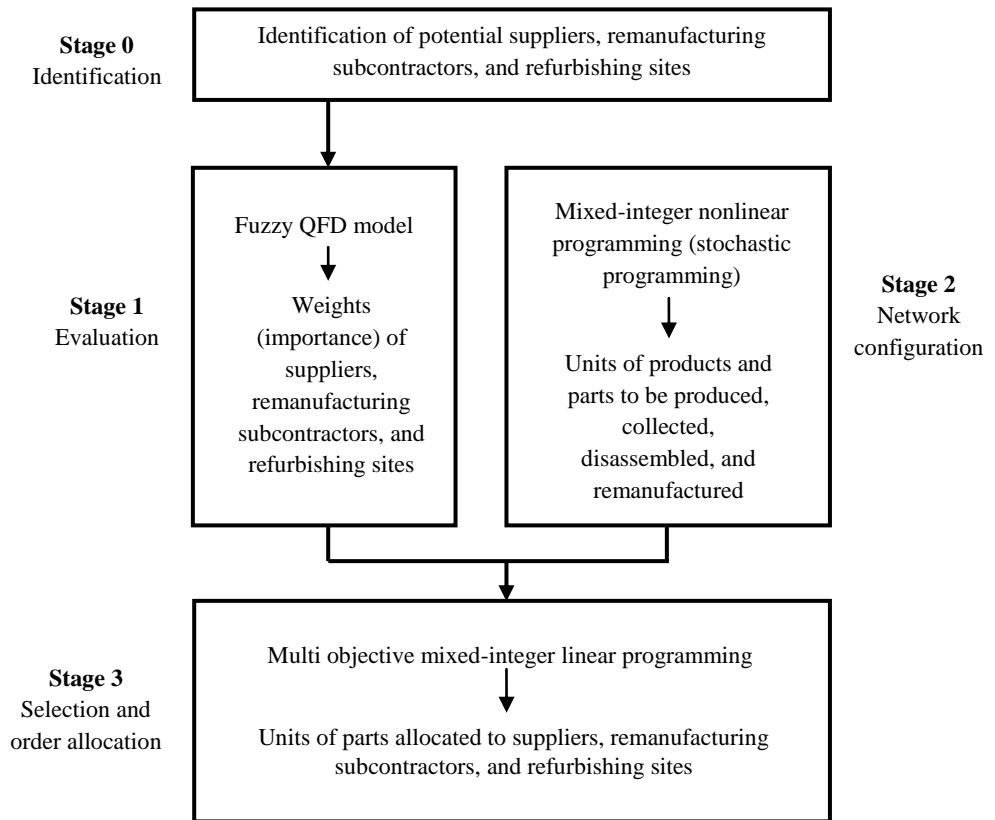 Stage 0
Identification
Identification of potential suppliers, remanufacturing
subcontractors, and refurbishing sites
Stage 1
Evaluation
Fuzzy QFD model
Weights
(importance) of
suppliers,
remanufacturing
subcontractors, and
refurbishing sites
Mixed-integer nonlinear
programming (stochastic
programming)
Units of products and
parts to be produced,
collected,
disassembled, and
remanufactured
Stage 2
Network
configuration
Stage 3
Selection and
order allocation
Multi objective mixed-integer linear programming
Units of parts allocated to suppliers, remanufacturing
subcontractors, and refurbishing sites